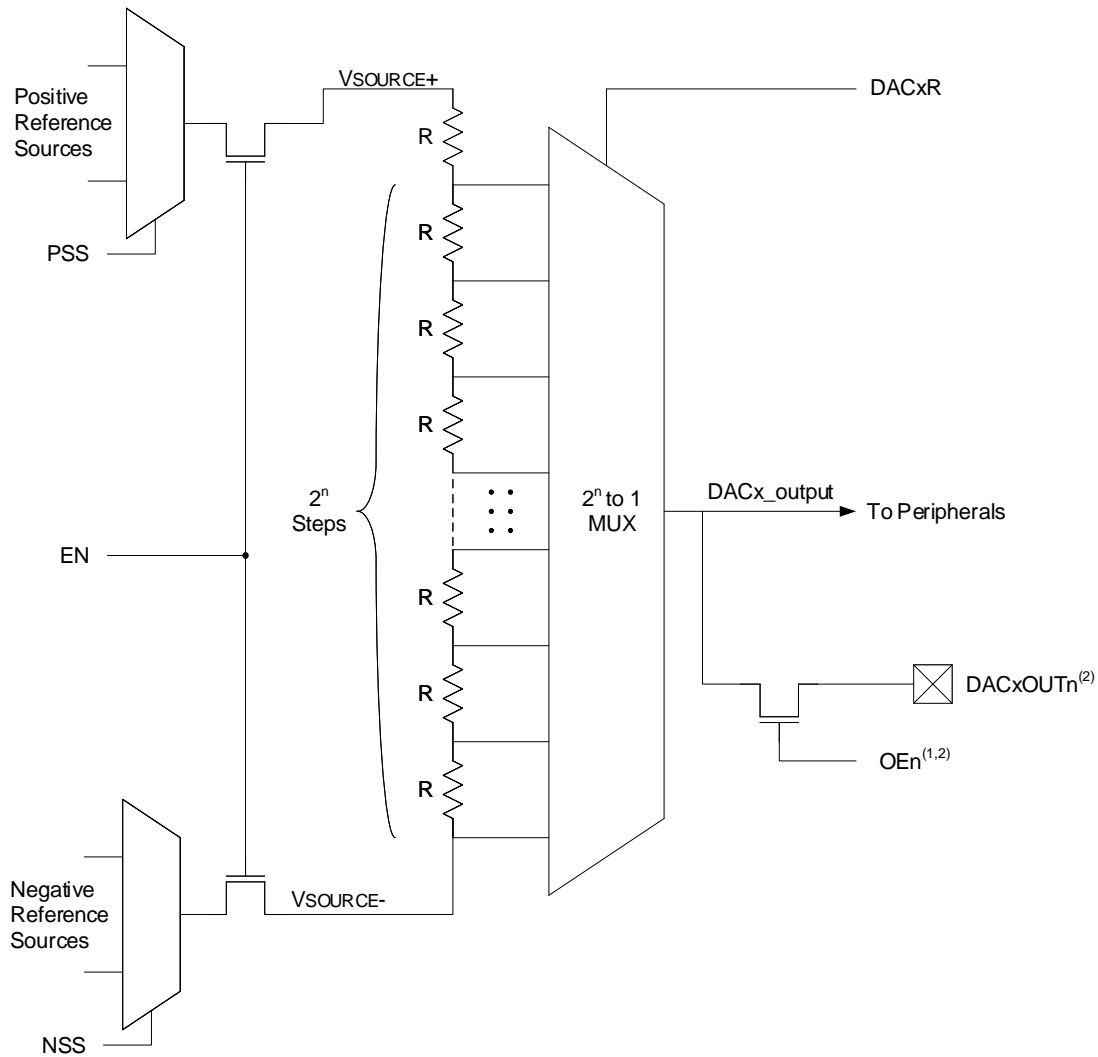 VSOURCE+
DACxR
Positive
Reference
Sources
R
R
PSS
R
R
2ⁿ
Steps
2ⁿ to 1
MUX
DACx_output
To Peripherals
EN
R
R
DACxOUTn⁽²⁾
OEn⁽¹,²⁾
R
Negative
Reference
Sources
VSOURCE-
NSS